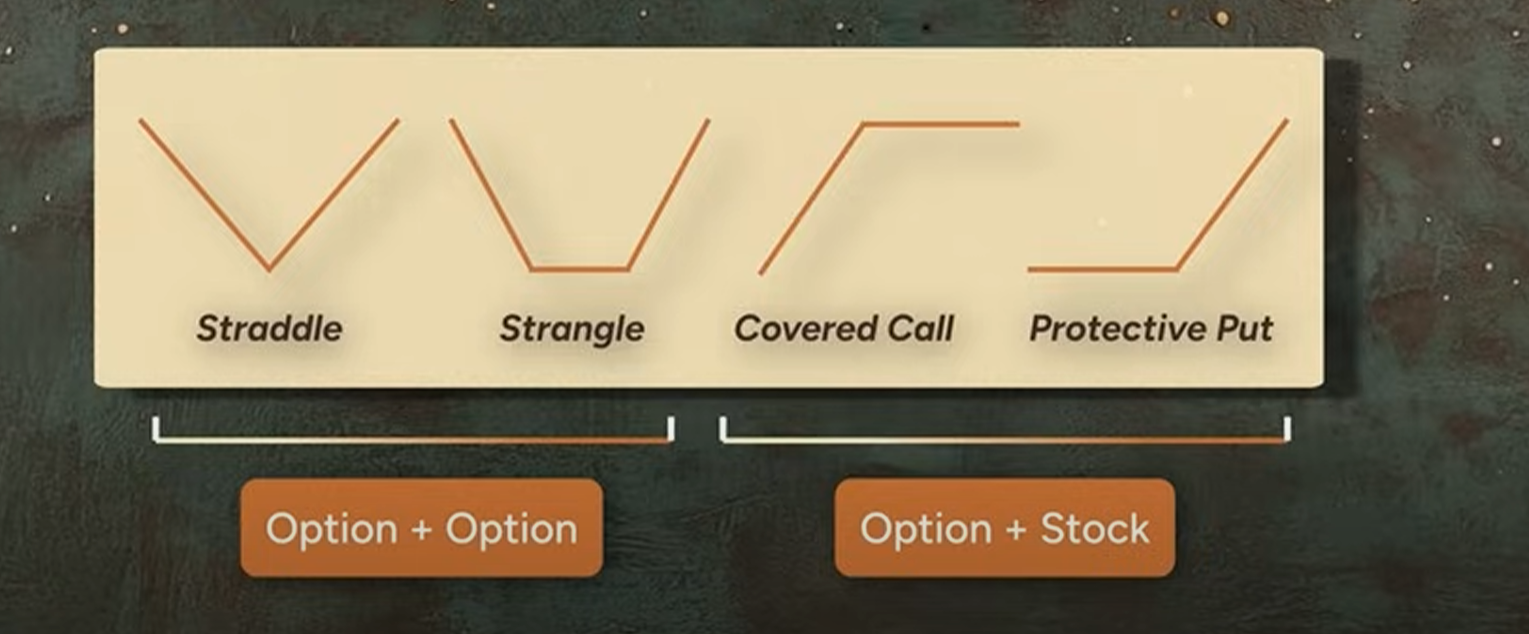 Straddle
Strangle
Covered Call
Protective Put
Option + Option
Option + Stock